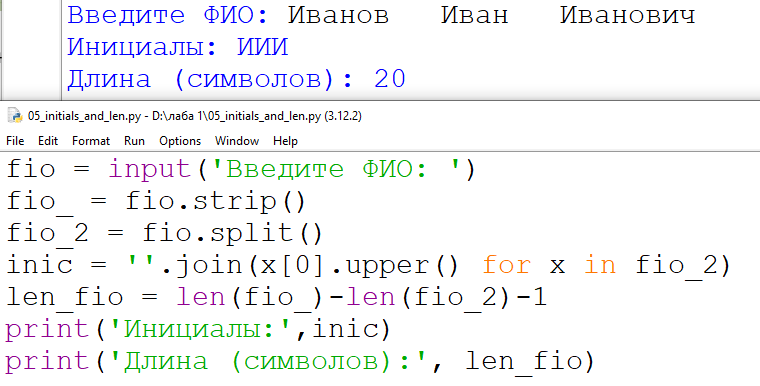 Введите ФИО: Иванов   Иван   Иванович
Инициалы: ИИИ
Длина (символов): 20
05_initials_and_len.py - D:\лаба 1\05_initials_and_len.py (3.12.2)
File Edit Format Run Options Window Help
fio = input('Введите ФИО: ')
fio_ = fio.strip()
fio_2 = fio.split()
inic = ''.join(x[0].upper() for x in fio_2)
len_fio = len(fio_)-len(fio_2)-1
print('Инициалы:',inic)
print('Длина (символов):', len_fio)